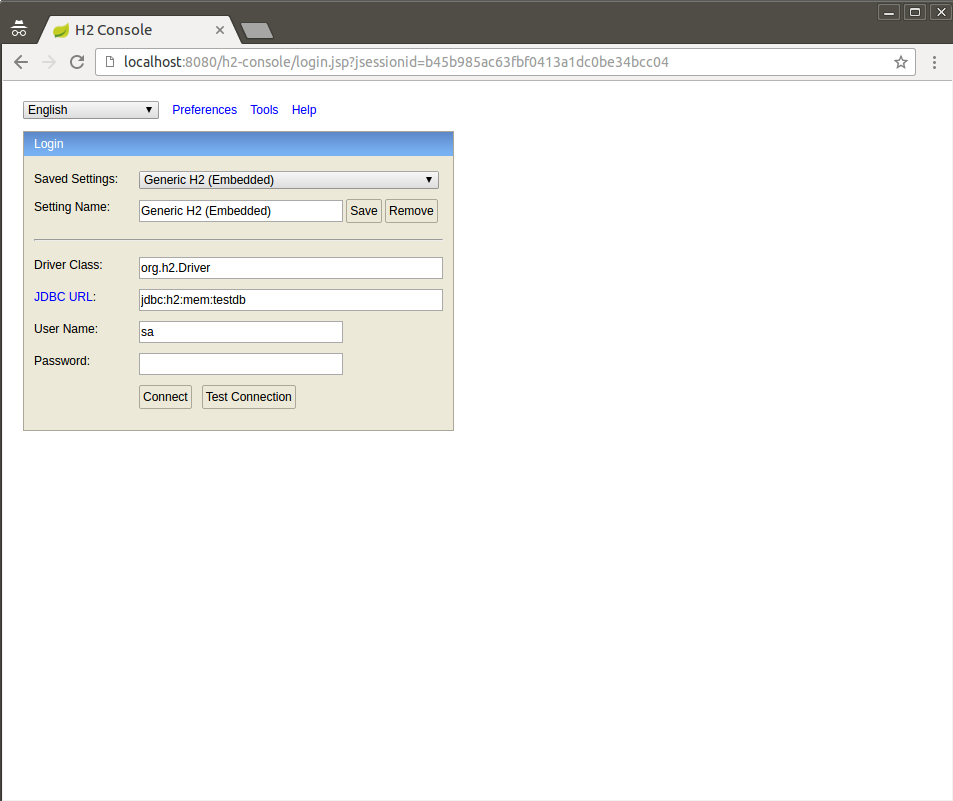 H2 Console
localhost:8080/h2-console/login.jsp?jsessionid=b45b985ac63fbf0413a1dc0be34bcc04
English Preferences Tools Help
Login
Saved Settings: Generic H2 (Embedded)
Setting Name: Generic H2 (Embedded) Save Remove
Driver Class: org.h2.Driver
JDBC URL: jdbc:h2:mem:testdb
User Name: sa
Password:
Connect Test Connection